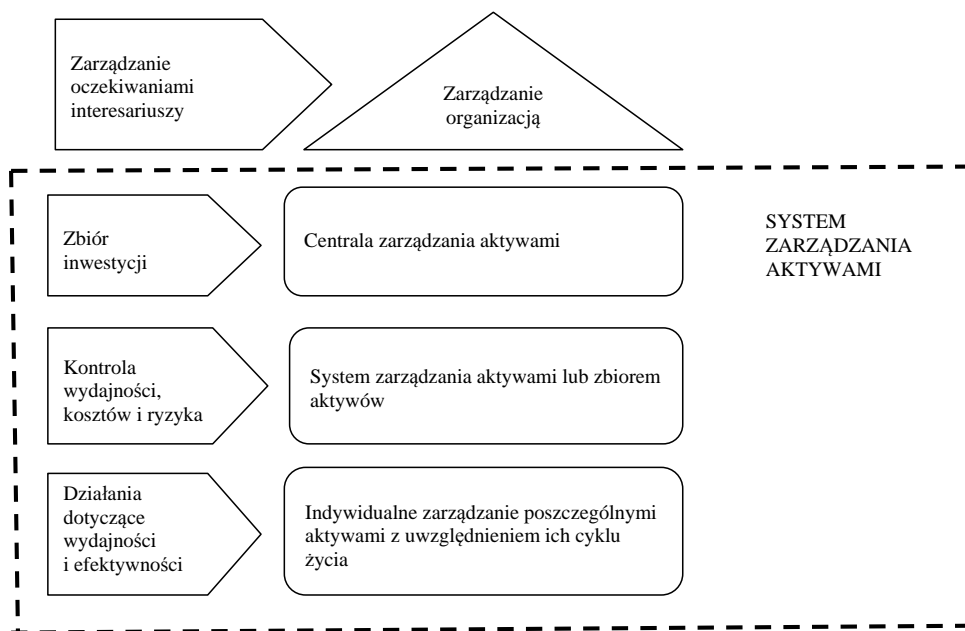 Zarządzanie
oczekiwaniami
interesariuszy
Zarządzanie
organizacją
Zbiór
inwestycji
Centrala zarządzania aktywami
SYSTEM
ZARZĄDZANIA
AKTYWAMI
Kontrola
wydajności,
kosztów i ryzyka
System zarządzania aktywami lub zbiorem
aktywów
Działania
dotyczące
wydajności
i efektywności
Indywidualne zarządzanie poszczególnymi
aktywami z uwzględnieniem ich cyklu
życia